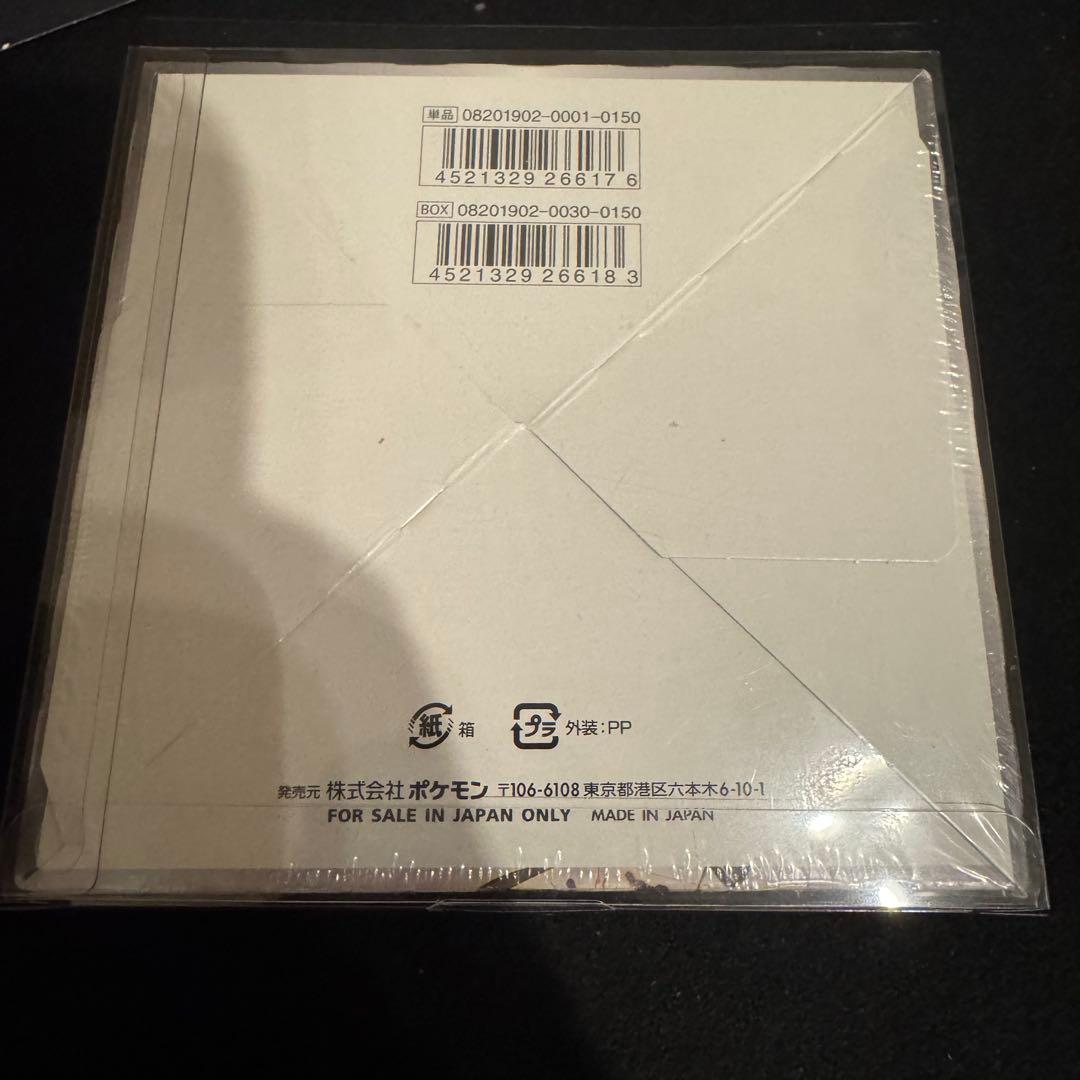 単品 08201902-0001-0150
4521329 26617 6
BOX 08201902-0030-0150
4521329 26618 3
紙 箱 プラ 外装:PP
発売元 株式会社 ポケモン 〒106-6108 東京都港区六本木6-10-1
FOR SALE IN JAPAN ONLY MADE IN JAPAN